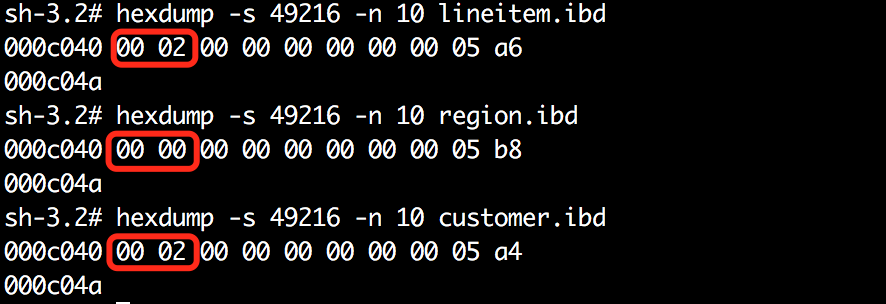 sh-3.2# hexdump -s 49216 -n 10 lineitem.ibd
000c040 00 02 00 00 00 00 00 00 05 a6
000c04a
sh-3.2# hexdump -s 49216 -n 10 region.ibd
000c040 00 00 00 00 00 00 00 00 05 b8
000c04a
sh-3.2# hexdump -s 49216 -n 10 customer.ibd
000c040 00 02 00 00 00 00 00 00 05 a4
000c04a